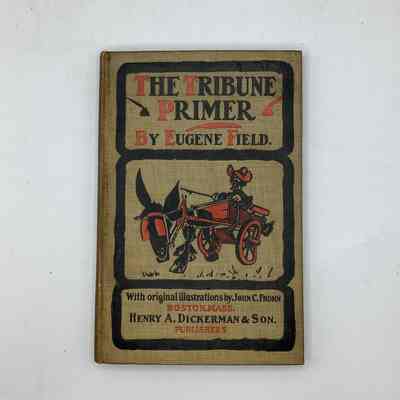 THE TRIBUNE
PRIMER
BY EUGENE FIELD.
With original illustrations by, JOHN C. FROHN
BOSTON, MASS.
HENRY A. DICKERMAN & SON.
PUBLISHERS